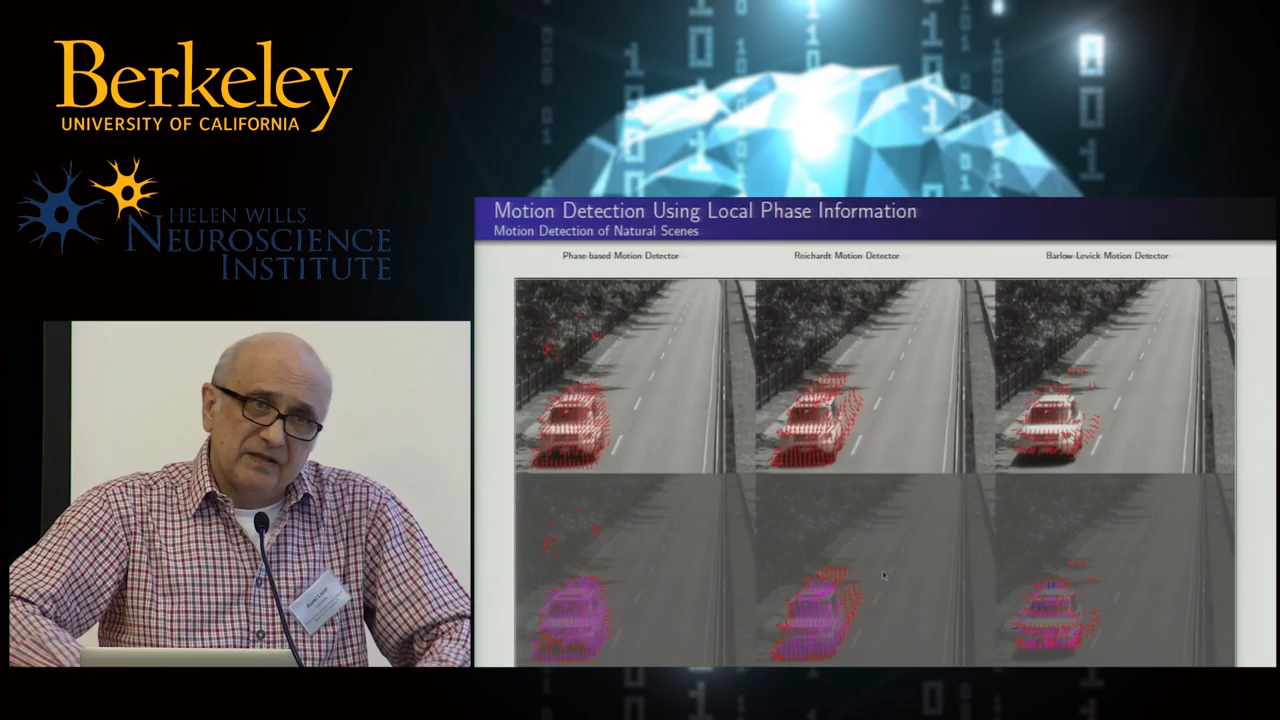 Berkeley
UNIVERSITY OF CALIFORNIA
HELEN WILLS
NEUROSCIENCE
INSTITUTE
Motion Detection Using Local Phase Information
Motion Detection of Natural Scenes
Phase based Motion Detector
Reichardt Motion Detector
Barlow-Levick Motion Detector